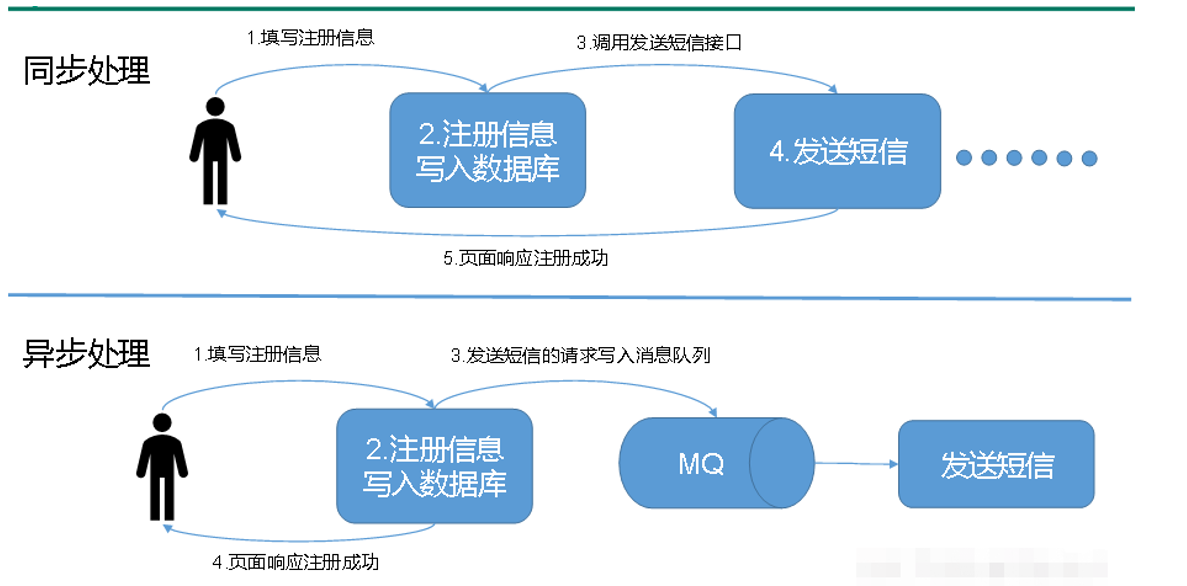 1.填写注册信息
3.调用发送短信接口
同步处理
2.注册信息
写入数据库
4.发送短信
5.页面响应注册成功
异步处理
1.填写注册信息
3.发送短信的请求写入消息队列
2.注册信息
写入数据库
MQ
发送短信
4.页面响应注册成功